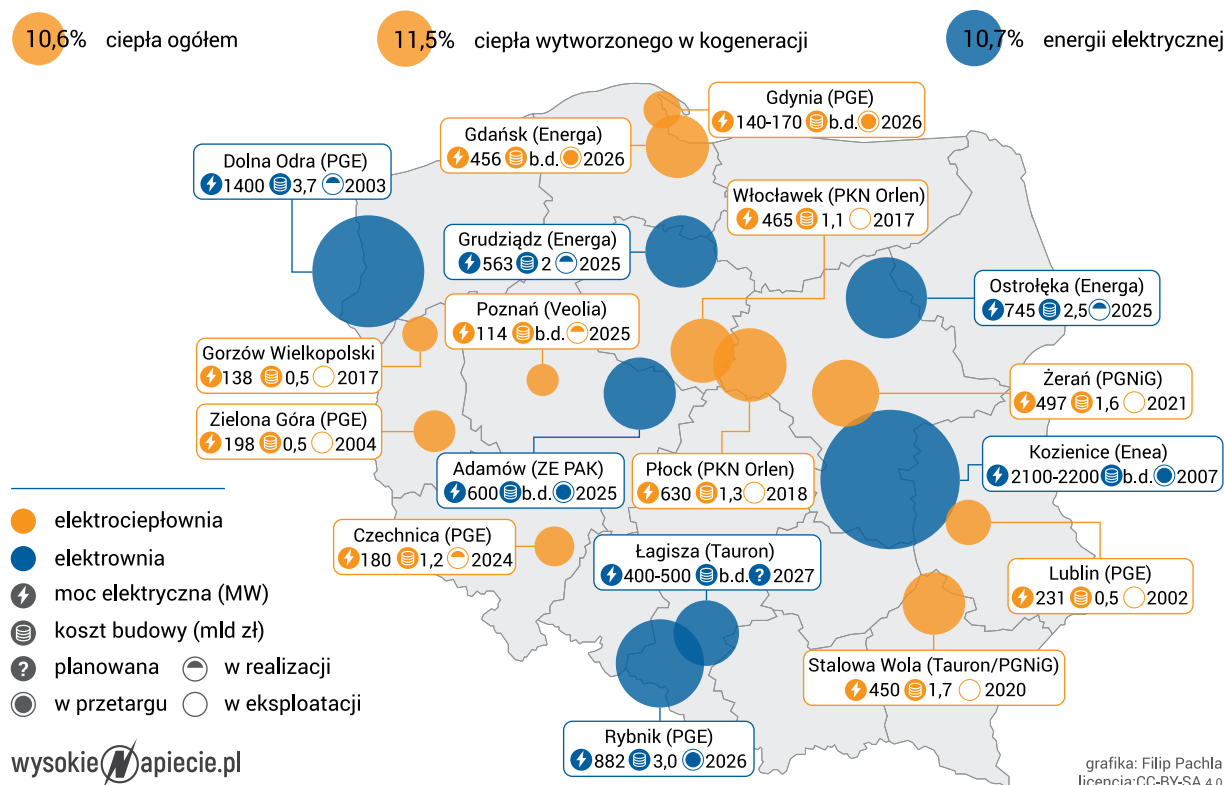 10,6% ciepła ogółem
11,5% ciepła wytworzonego w kogeneracji
10,7% energii elektrycznej
Gdynia (PGE)
140-170 b.d. 2026
Gdańsk (Energa)
456 b.d. 2026
Dolna Odra (PGE)
1400 3,7 2003
Włocławek (PKN Orlen)
465 1,1 2017
Grudziądz (Energa)
563 2 2025
Ostrołęka (Energa)
745 2,5 2025
Poznań (Veolia)
114 b.d. 2025
Gorzów Wielkopolski
138 0,5 2017
Żerań (PGNiG)
497 1,6 2021
Zielona Góra (PGE)
198 0,5 2004
Kozienice (Enea)
2100-2200 b.d. 2007
Adamów (ZE PAK)
600 b.d. 2025
Płock (PKN Orlen)
630 1,3 2018
Czechnica (PGE)
180 1,2 2024
Łagisza (Tauron)
400-500 b.d. ? 2027
Lublin (PGE)
231 0,5 2002
Stalowa Wola (Tauron/PGNiG)
450 1,7 2020
Rybnik (PGE)
882 3,0 2026
elektrociepłownia
elektrownia
moc elektryczna (MW)
koszt budowy (mld zł)
? planowana w realizacji
w przetargu w eksploatacji
wysokie Napiecie.pl
grafika: Filip Pachla
licencja:CC-BY-SA 4.0